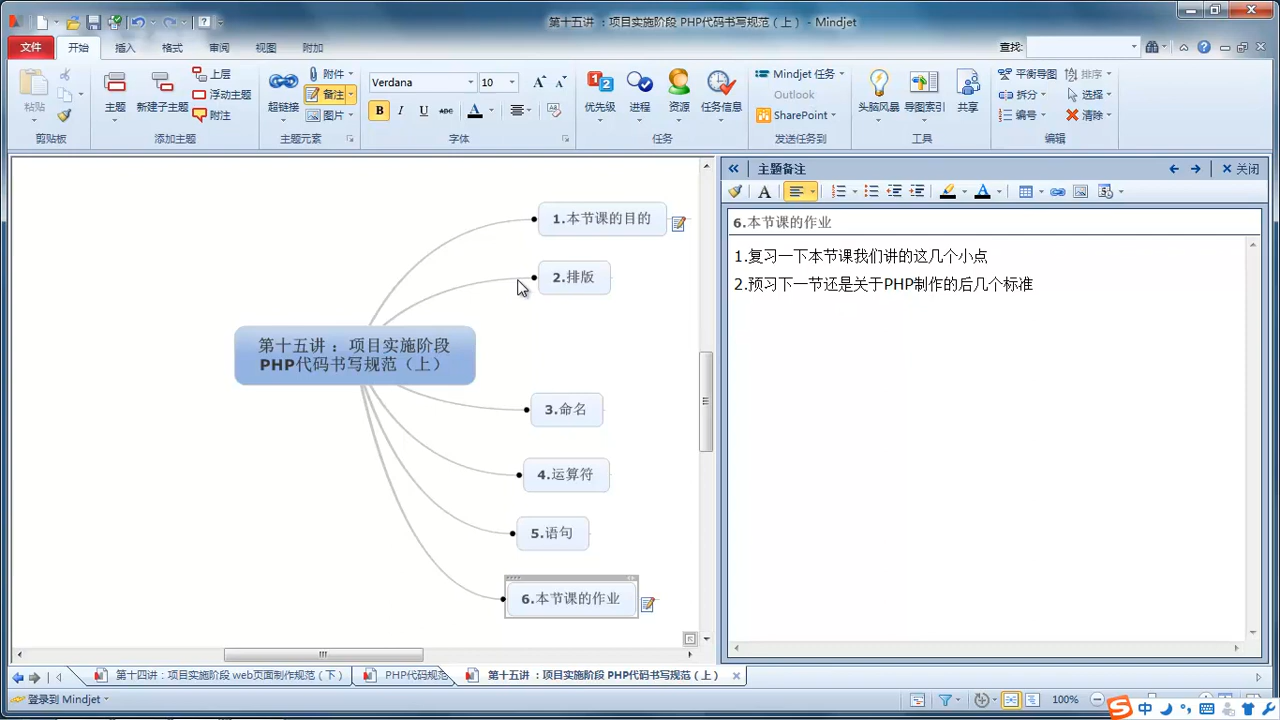 第十五讲 ：项目实施阶段 PHP代码书写规范（上） - Mindjet
文件
开始
插入
格式
审阅
视图
附加
查找:
粘贴
剪贴板
主题
新建子主题
上层
浮动主题
附注
添加主题
超链接
附件
备注
图片
主题元素
Verdana
10
B I U abc A
字体
优先级
进程
资源
任务信息
任务
Mindjet 任务
Outlook
SharePoint
发送任务到
头脑风暴
导图索引
共享
工具
平衡导图
拆分
编号
排序
选择
清除
编辑
1.本节课的目的
2.排版
第十五讲 ：项目实施阶段
PHP代码书写规范（上）
3.命名
4.运算符
5.语句
6.本节课的作业
主题备注
关闭
6.本节课的作业
1.复习一下本节课我们讲的这几个小点
2.预习下一节还是关于PHP制作的后几个标准
第十四讲：项目实施阶段 web页面制作规范（下）
PHP代码规范
第十五讲 ：项目实施阶段 PHP代码书写规范（上）
登录到 Mindjet
100%
中